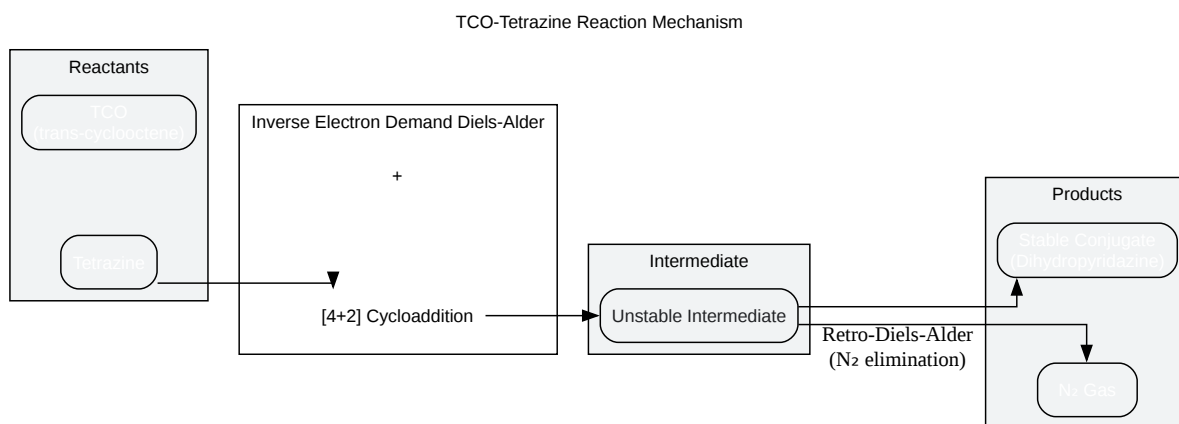 TCO-Tetrazine Reaction Mechanism
Reactants
TCO
(trans-cyclooctene)
Tetrazine
Inverse Electron Demand Diels-Alder
+
[4+2] Cycloaddition
Intermediate
Unstable Intermediate
Retro-Diels-Alder
(N₂ elimination)
Products
Stable Conjugate
(Dihydropyridazine)
N₂ Gas